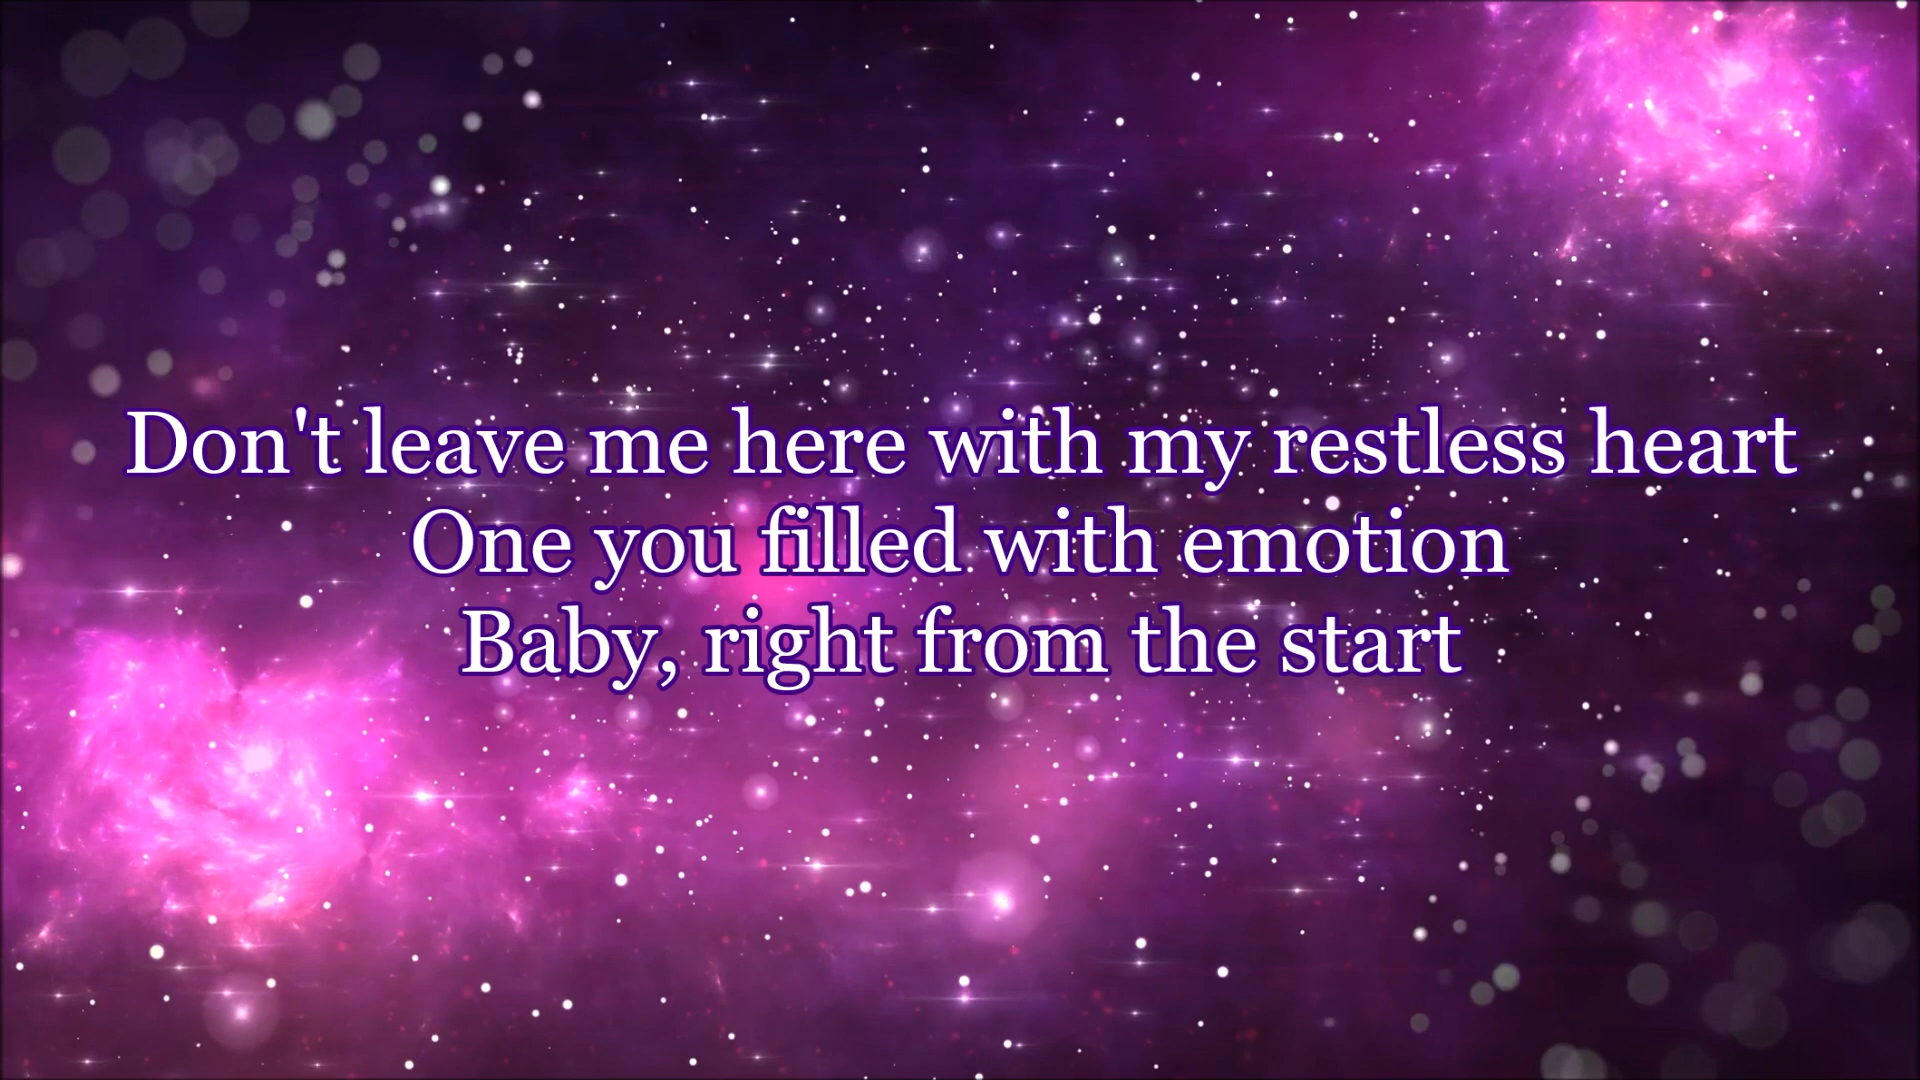 Don't leave me here with my restless heart
One you filled with emotion
Baby, right from the start